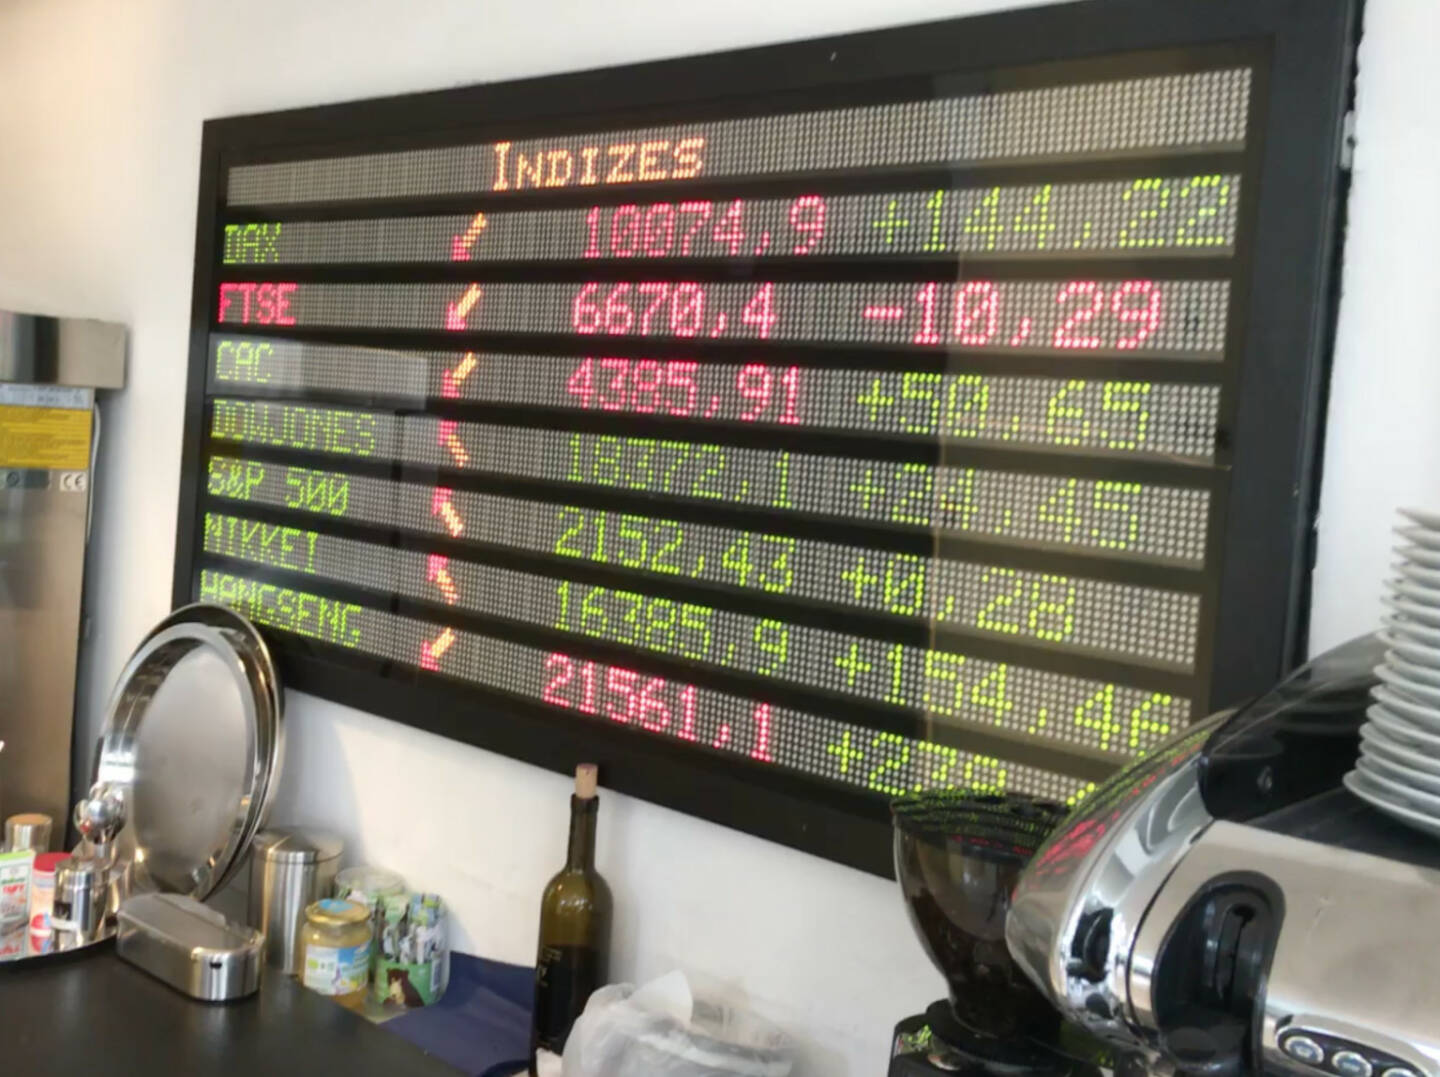 INDIZES
DAX 10074,9 +144,22
FTSE 6670,4 -10,29
CAC 4385,91 +50,65
DOWJONES 18372,1 +24,45
S&P 500 2152,43 +0,28
NIKKEI 16385,9 +154,46
HANGSENG 21561,1
CE